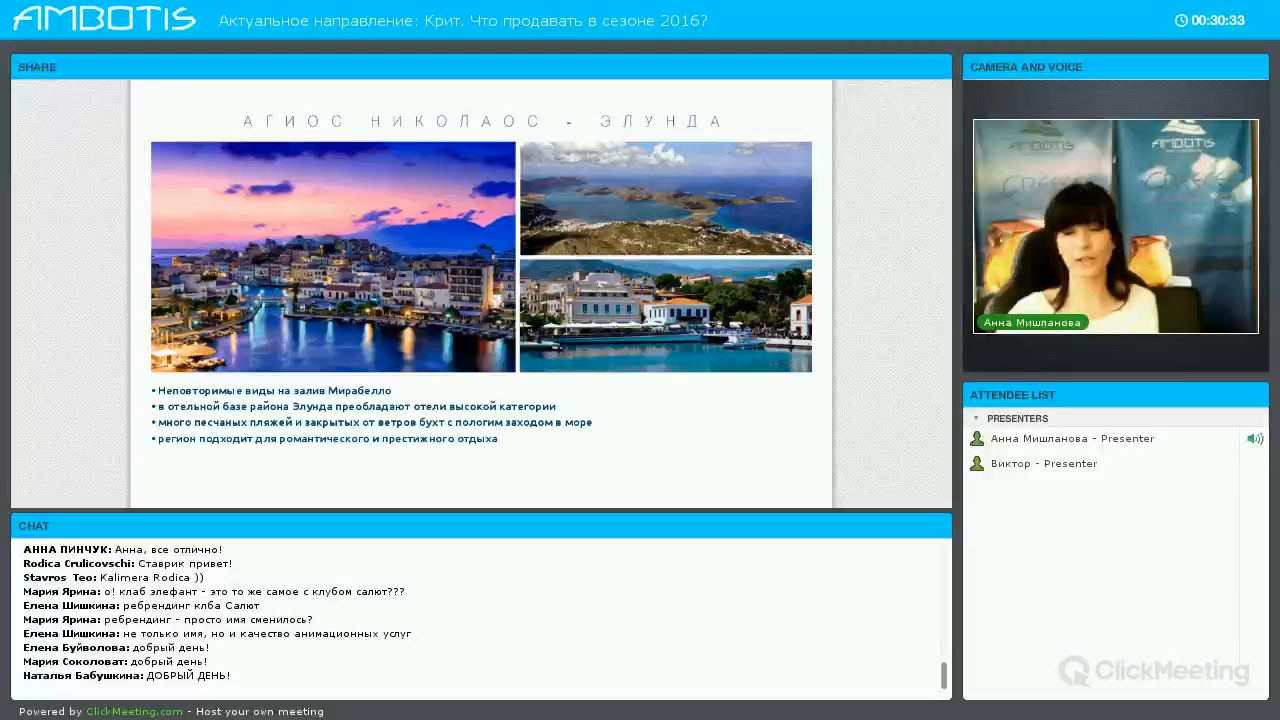 AMBOTIS
Актуальное направление: Крит. Что продавать в сезоне 2016?
00:30:33
SHARE
АГИОС НИКОЛАОС - ЭЛУНДА
• Неповторимые виды на залив Мирабелло
• в отельной базе района Элунда преобладают отели высокой категории
• много песчаных пляжей и закрытых от ветров бухт с пологим заходом в море
• регион подходит для романтического и престижного отдыха
CHAT
АННА ПИНЧУК: Анна, все отлично!
Rodica Crulicovschi: Ставрик привет!
Stavros Teo: Kalimera Rodica ))
Мария Ярина: о! клаб элефант - это то же самое с клубом салют???
Елена Шишкина: ребрендинг клба Салют
Мария Ярина: ребрендинг - просто имя сменилось?
Елена Шишкина: не только имя, но и качество анимационных услуг
Елена Буйволова: добрый день!
Мария Соколоват: добрый день!
Наталья Бабушкина: ДОБРЫЙ ДЕНЬ!
CAMERA AND VOICE
AMBOTIS
AMBOTIS
GREECE
GREECE
Анна Мишланова
ATTENDEE LIST
PRESENTERS
Анна Мишланова - Presenter
Виктор - Presenter
ClickMeeting
Powered by ClickMeeting.com - Host your own meeting